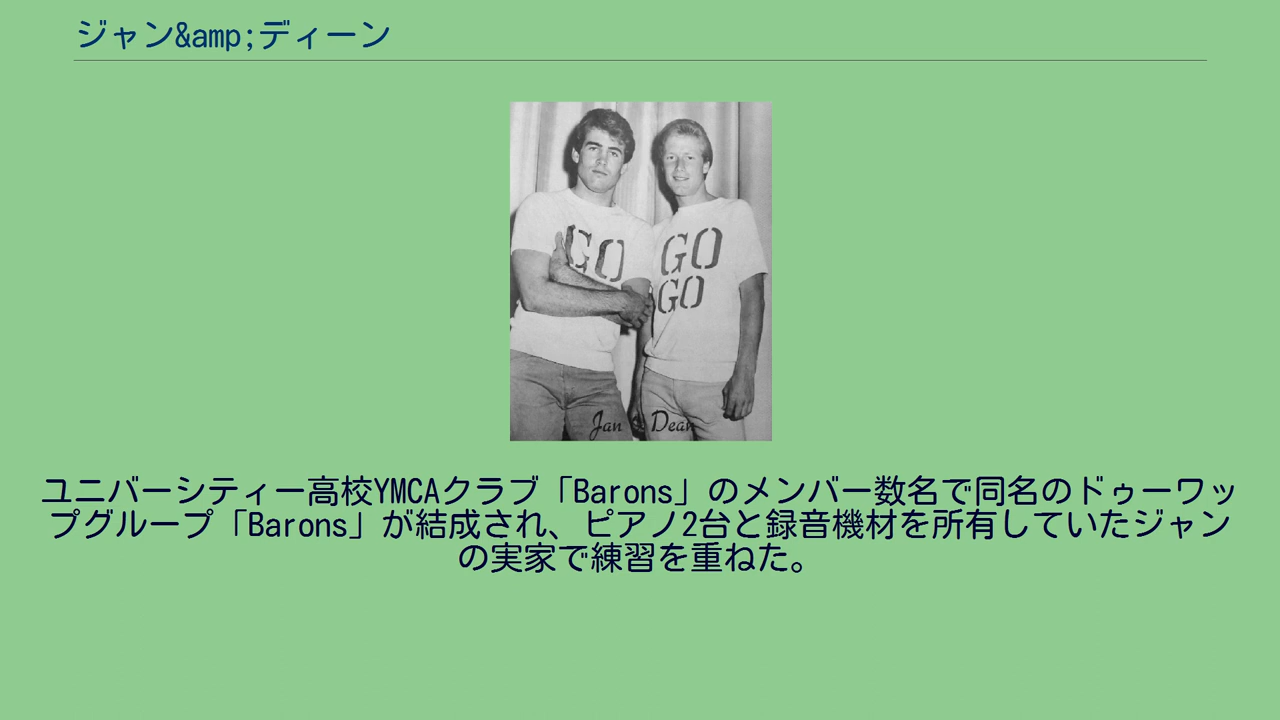 ジャン&amp;ディーン
GO
GO
GO
Jan & Dean
ユニバーシティー高校YMCAクラブ「Barons」のメンバー数名で同名のドゥーワッ
プグループ「Barons」が結成され、ピアノ2台と録音機材を所有していたジャン
の実家で練習を重ねた。